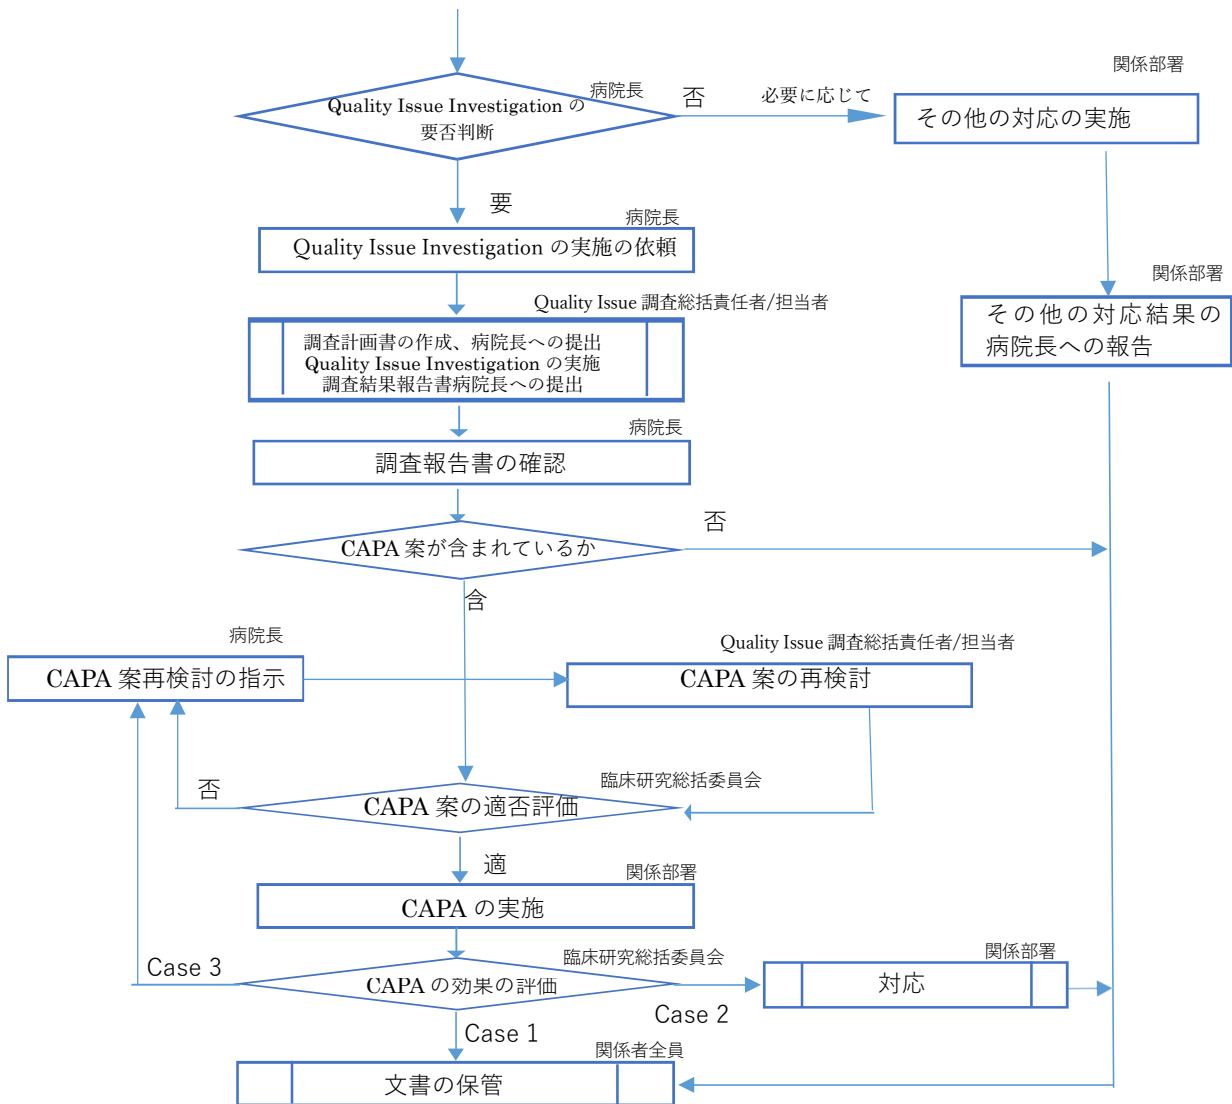 関係部署
病院長
Quality Issue Investigation の
要否判断
否
必要に応じて
その他の対応の実施
要
病院長
Quality Issue Investigation の実施の依頼
関係部署
その他の対応結果の
病院長への報告
Quality Issue 調査総括責任者/担当者
調査計画書の作成、病院長への提出
Quality Issue Investigation の実施
調査結果報告書病院長への提出
病院長
調査報告書の確認
否
CAPA 案が含まれているか
含
病院長
CAPA 案再検討の指示
Quality Issue 調査総括責任者/担当者
CAPA 案の再検討
否
臨床研究総括委員会
CAPA 案の適否評価
適
関係部署
CAPA の実施
Case 3
臨床研究総括委員会
CAPA の効果の評価
関係部署
対応
Case 2
Case 1
関係者全員
文書の保管